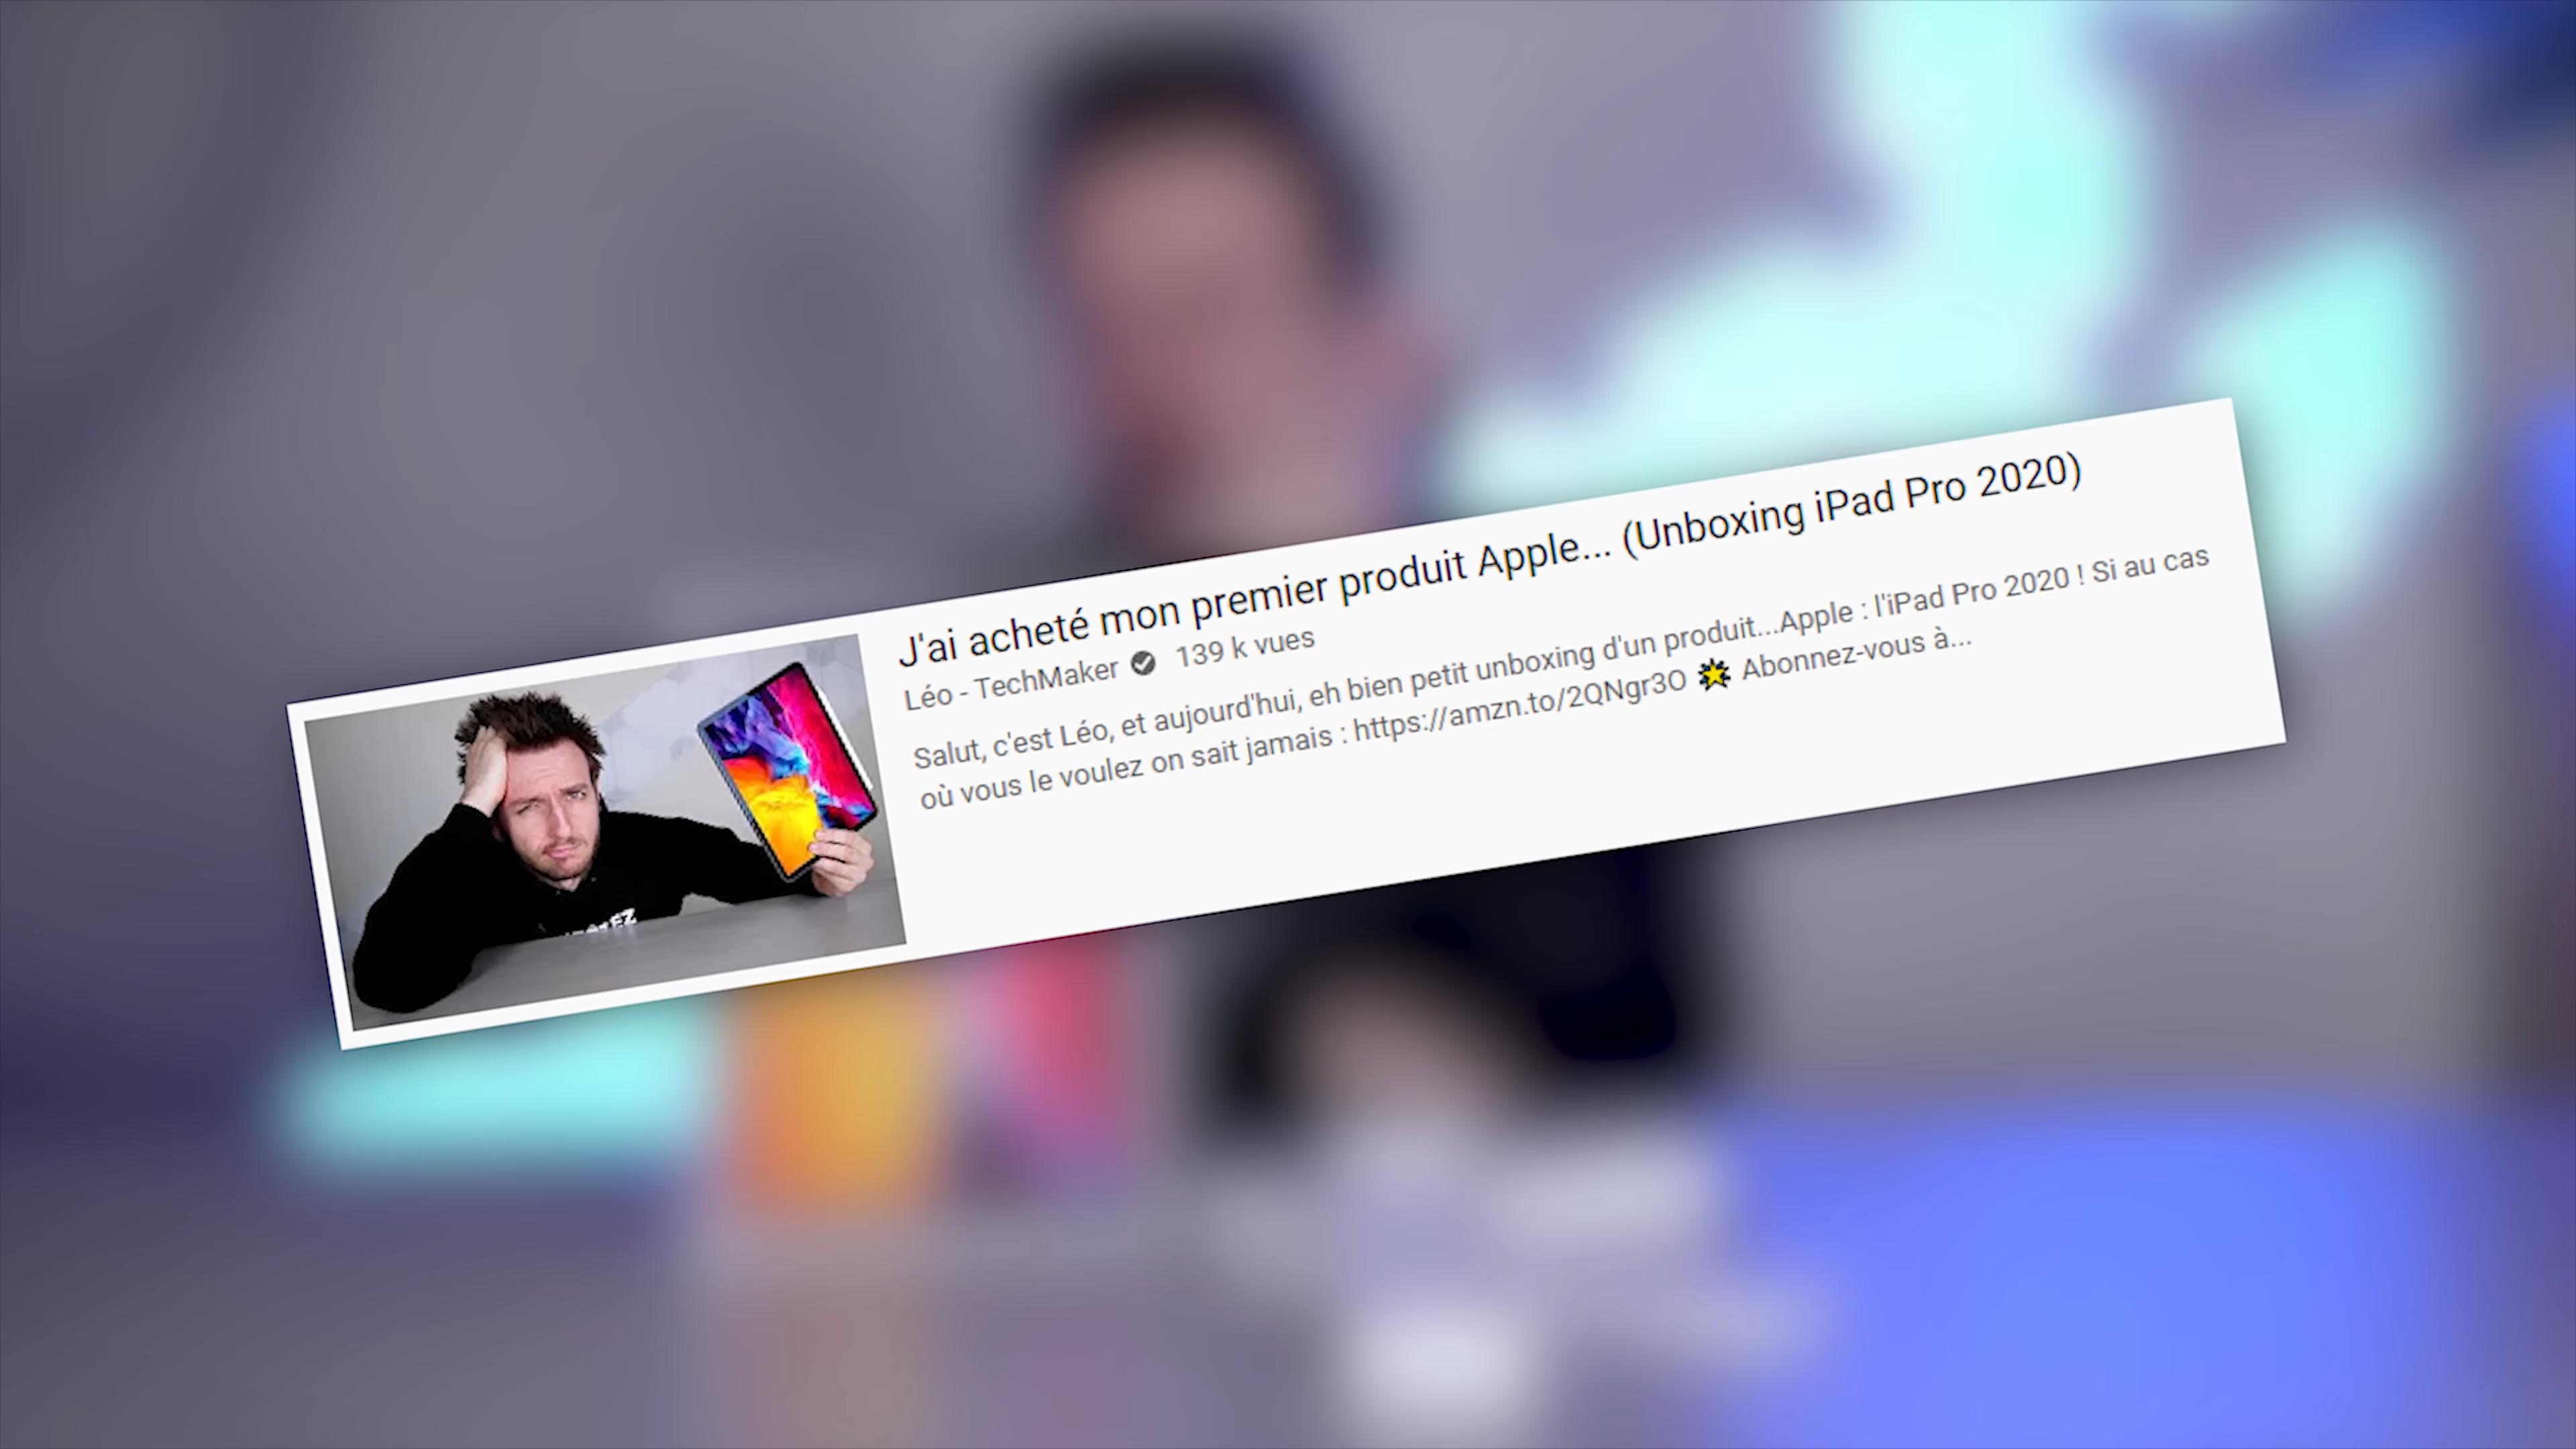 J'ai acheté mon premier produit Apple... (Unboxing iPad Pro 2020)
Léo - TechMaker 139 k vues
Salut, c'est Léo, et aujourd'hui, eh bien petit unboxing d'un produit...Apple : l'iPad Pro 2020 ! Si au cas
où vous le voulez on sait jamais : https://amzn.to/2QNgr3O 🌟 Abonnez-vous à...